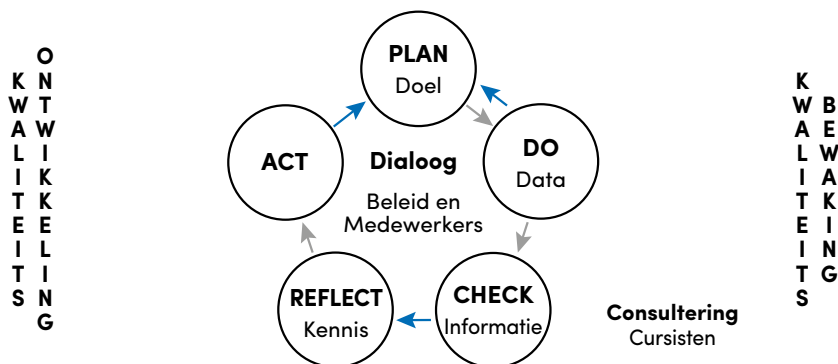 KWALITEITS
ONTWIKKELING
PLAN
Doel
ACT
Dialoog
DO
Data
Beleid en
Medewerkers
REFLECT
Kennis
CHECK
Informatie
Consultering
Cursisten
KWALITEITS
BEWAKING